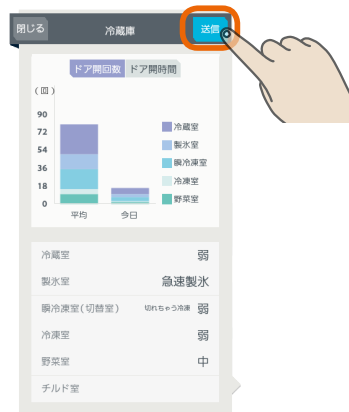 閉じる 冷蔵庫 送信
ドア開回数 ドア開時間
(回)
90
72
54
36
18
0
平均 今日
冷蔵室
製氷室
瞬冷凍室
冷凍室
野菜室
冷蔵室 弱
製氷室 急速製氷
瞬冷凍室(切替室) 切れちゃう冷凍 弱
冷凍室 弱
野菜室 中
チルド室